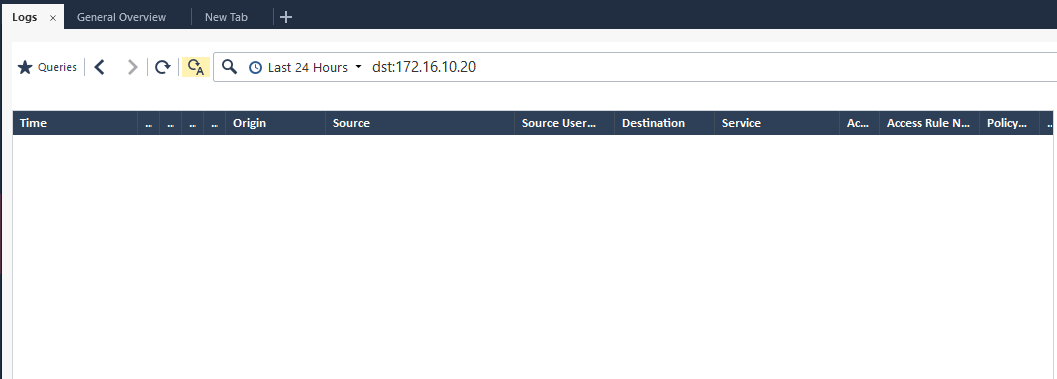 Logs × General Overview New Tab +
Queries A Last 24 Hours dst:172.16.10.20
Time ... ... ... ... Origin Source Source User... Destination Service Ac... Access Rule N... Policy... ...